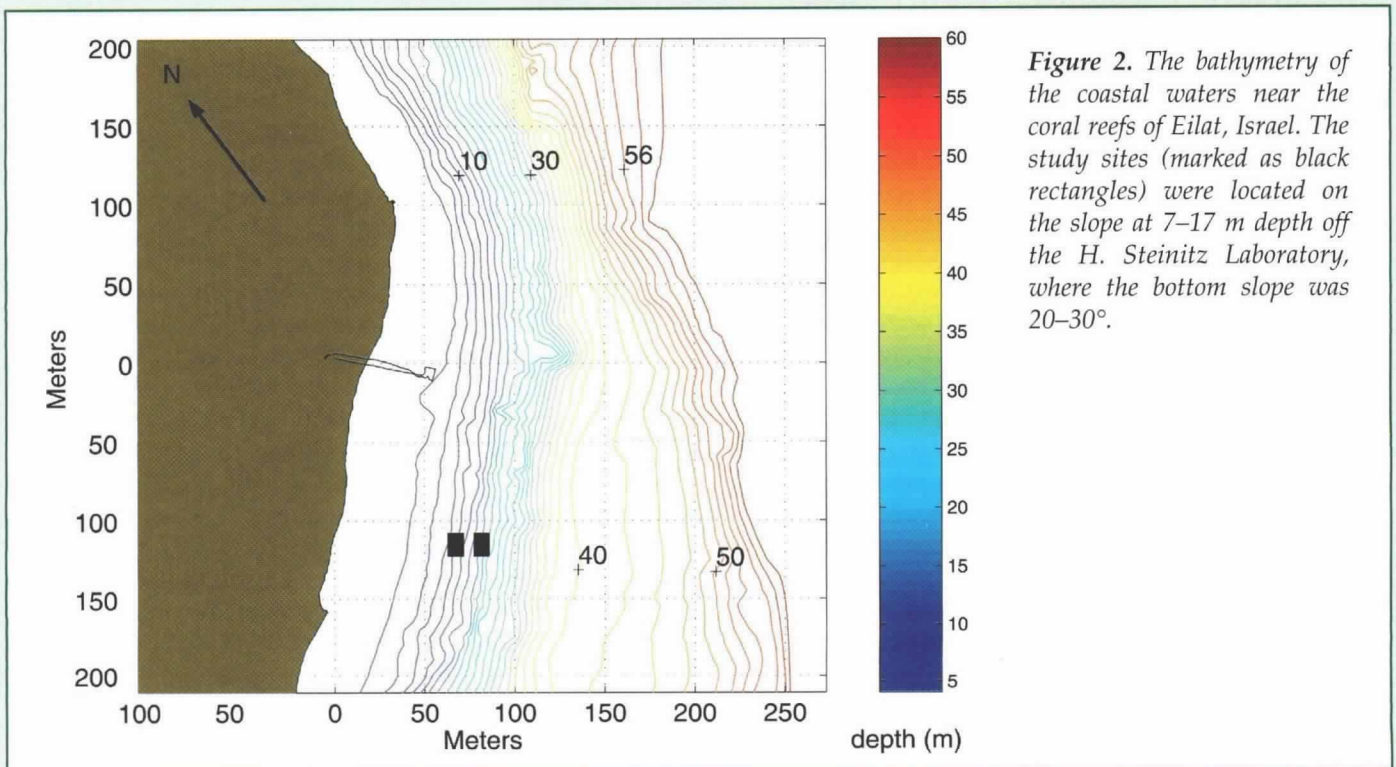 200
150
100
50
0
50
100
150
200
Meters
N
10
30
56
40
50
100
50
0
50
100
150
200
250
Meters
60
55
50
45
40
35
30
25
20
15
10
5
depth (m)
Figure 2. The bathymetry of
the coastal waters near the
coral reefs of Eilat, Israel. The
study sites (marked as black
rectangles) were located on
the slope at 7–17 m depth off
the H. Steinitz Laboratory,
where the bottom slope was
20–30°.